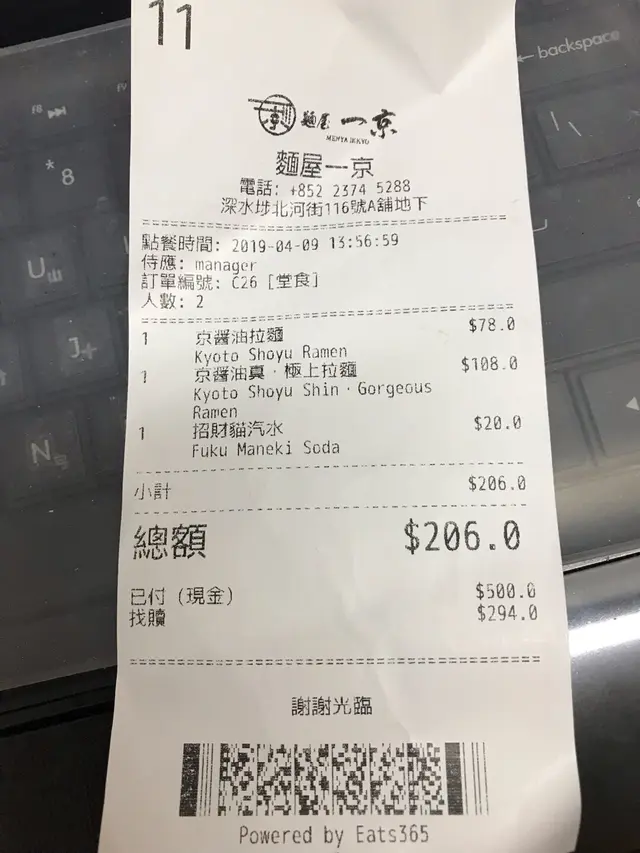 11
麵屋 一京
MENYA IKKYO
麵屋一京
電話: +852 2374 5288
深水埗北河街116號A舖地下
點餐時間: 2019-04-09 13:56:59
侍應: manager
訂單編號: C26 [堂食]
人數: 2
1 京醬油拉麵 $78.0
Kyoto Shoyu Ramen
1 京醬油真·極上拉麵 $108.0
Kyoto Shoyu Shin·Gorgeous
Ramen
1 招財貓汽水 $20.0
Fuku Maneki Soda
小計 $206.0
總額 $206.0
已付 (現金) $500.0
找贖 $294.0
謝謝光臨
Powered by Eats365
← backspace
F8
*
8
U
J
N
\